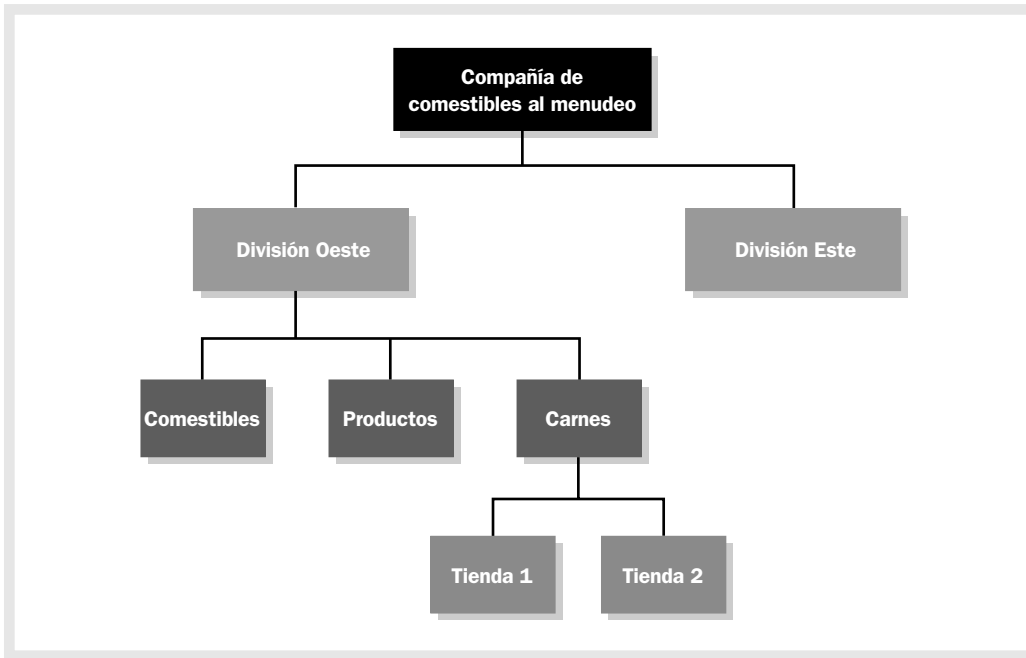 Compañía de
comestibles al menudeo
División Oeste
División Este
Comestibles
Productos
Carnes
Tienda 1
Tienda 2